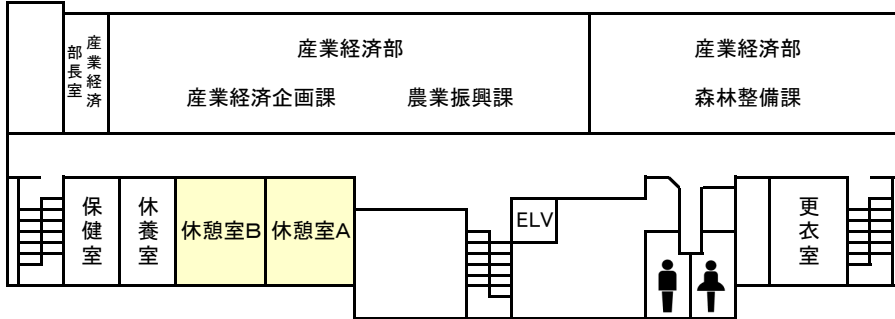 産業経済
部長室
産業経済部
産業経済企画課 農業振興課
産業経済部
森林整備課
保健室
休養室
休憩室B
休憩室A
ELV
更衣室